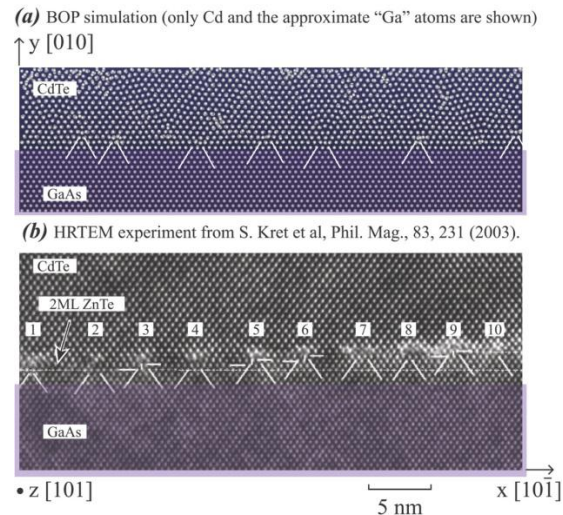 (a) BOP simulation (only Cd and the approximate “Ga” atoms are shown)
y [010]
CdTe
GaAs
(b) HRTEM experiment from S. Kret et al, Phil. Mag., 83, 231 (2003).
CdTe
2ML ZnTe
1 2 3 4 5 6 7 8 9 10
GaAs
• z [101]
5 nm
x [101̅]